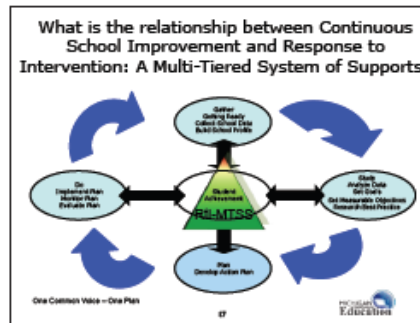 What is the relationship between Continuous
School Improvement and Response to
Intervention: A Multi-Tiered System of Supports
Gather
Getting Ready
Collect School Data
Build School Profile
Do
Implement Plan
Monitor Plan
Evaluate Plan
Student
Achievement
RtI-MTSS
Study
Analyze Data
Set Goals
Set Measurable Objectives
Research Best Practice
Plan
Develop Action Plan
One Common Voice – One Plan
17
MICHIGAN
Education